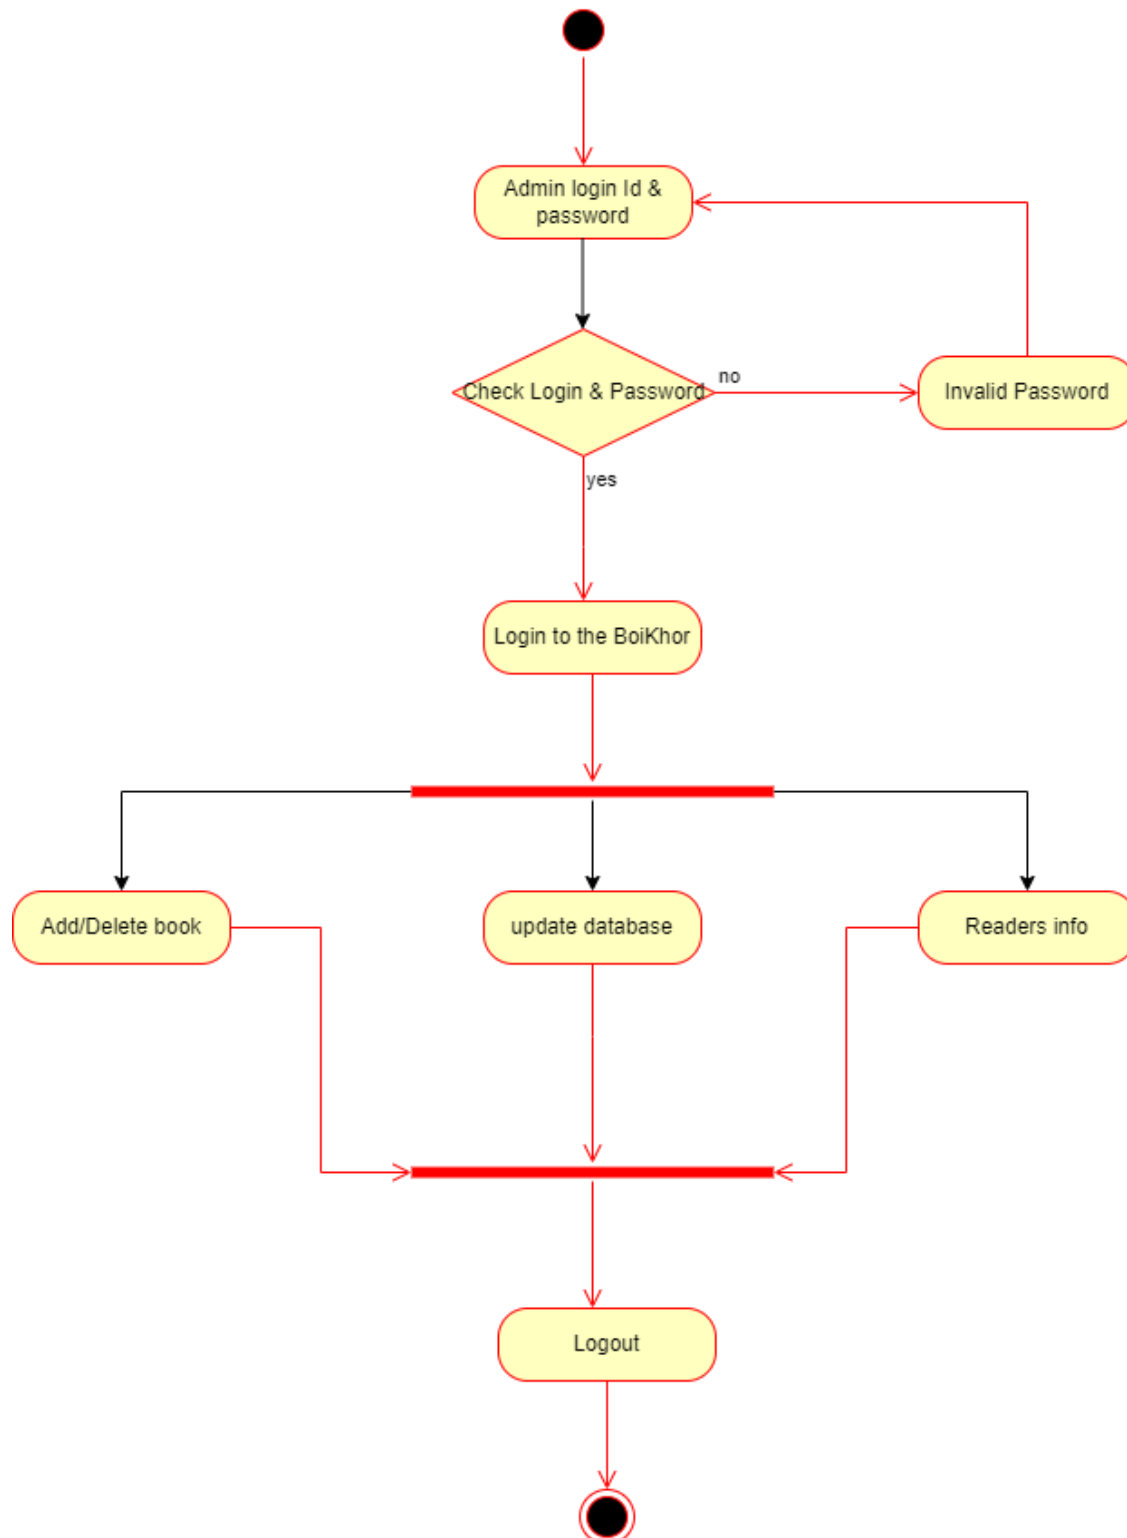 Admin login Id &
password
Check Login & Password
no
Invalid Password
yes
Login to the BoiKhor
Add/Delete book
update database
Readers info
Logout